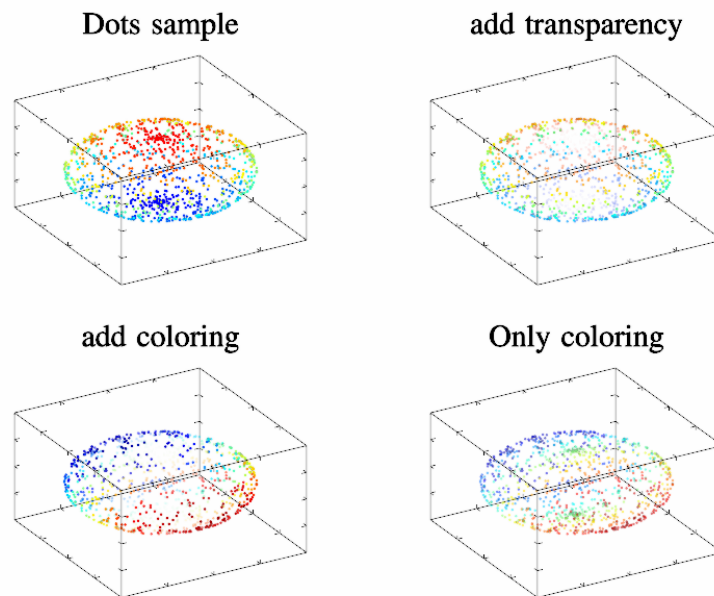 Dots sample
add transparency
add coloring
Only coloring